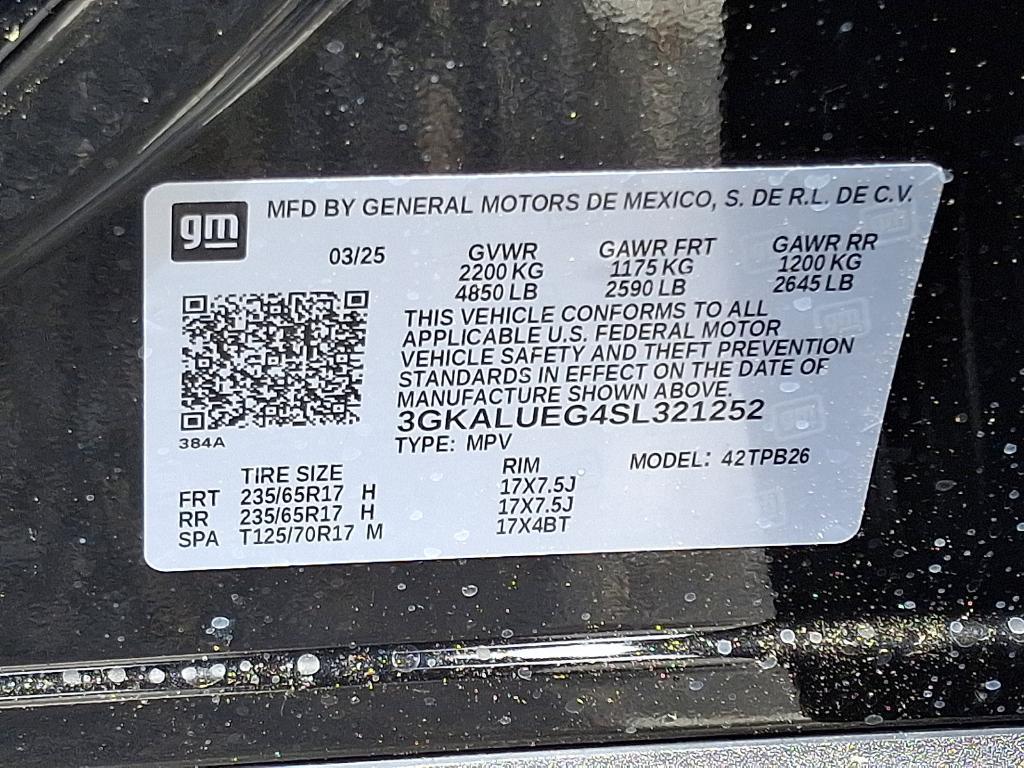 gm
MFD BY GENERAL MOTORS DE MEXICO, S. DE R.L. DE C.V.
03/25 GVWR GAWR FRT GAWR RR
2200 KG 1175 KG 1200 KG
4850 LB 2590 LB 2645 LB
THIS VEHICLE CONFORMS TO ALL
APPLICABLE U.S. FEDERAL MOTOR
VEHICLE SAFETY AND THEFT PREVENTION
STANDARDS IN EFFECT ON THE DATE OF
MANUFACTURE SHOWN ABOVE.
3GKALUEG4SL321252
384A
TYPE: MPV MODEL: 42TPB26
TIRE SIZE RIM
FRT 235/65R17 H 17X7.5J
RR 235/65R17 H 17X7.5J
SPA T125/70R17 M 17X4BT